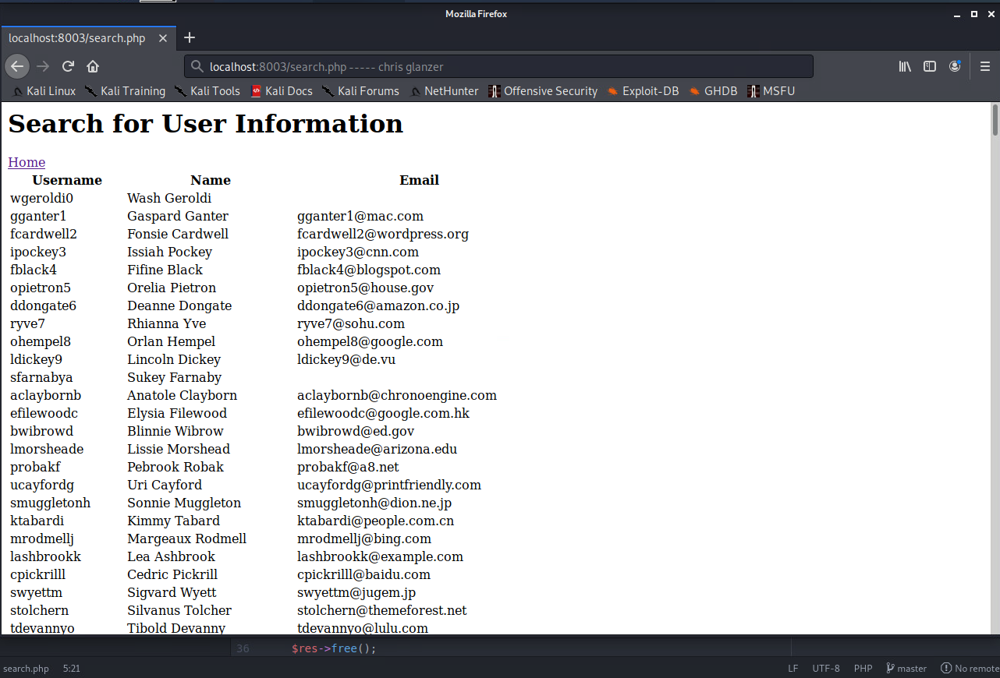 Mozilla Firefox
localhost:8003/search.php
localhost:8003/search.php ----- chris glanzer
Kali Linux Kali Training Kali Tools Kali Docs Kali Forums NetHunter Offensive Security Exploit-DB GHDB MSFU
Search for User Information
Home
Username Name Email
wgeroldi0 Wash Geroldi
gganter1 Gaspard Ganter gganter1@mac.com
fcardwell2 Fonsie Cardwell fcardwell2@wordpress.org
ipockey3 Issiah Pockey ipockey3@cnn.com
fblack4 Fifine Black fblack4@blogspot.com
opietron5 Orelia Pietron opietron5@house.gov
ddongate6 Deanne Dongate ddongate6@amazon.co.jp
ryve7 Rhianna Yve ryve7@sohu.com
ohempel8 Orlan Hempel ohempel8@google.com
ldickey9 Lincoln Dickey ldickey9@de.vu
sfarnabya Sukey Farnaby
aclaybornb Anatole Clayborn aclaybornb@chronoengine.com
efilewoodc Elysia Filewood efilewoodc@google.com.hk
bwibrowd Blinnie Wibrow bwibrowd@ed.gov
lmorsheade Lissie Morshead lmorsheade@arizona.edu
probakf Pebrook Robak probakf@a8.net
ucayfordg Uri Cayford ucayfordg@printfriendly.com
smuggletonh Sonnie Muggleton smuggletonh@dion.ne.jp
ktabardi Kimmy Tabard ktabardi@people.com.cn
mrodmellj Margeaux Rodmell mrodmellj@bing.com
lashbrookk Lea Ashbrook lashbrookk@example.com
cpickrilll Cedric Pickrill cpickrilll@baidu.com
swyettm Sigvard Wyett swyettm@jugem.jp
stolchern Silvanus Tolcher stolchern@themeforest.net
tdevannyo Tibold Devanny tdevannyo@lulu.com
36 $res->free();
search.php 5:21 LF UTF-8 PHP master No remote